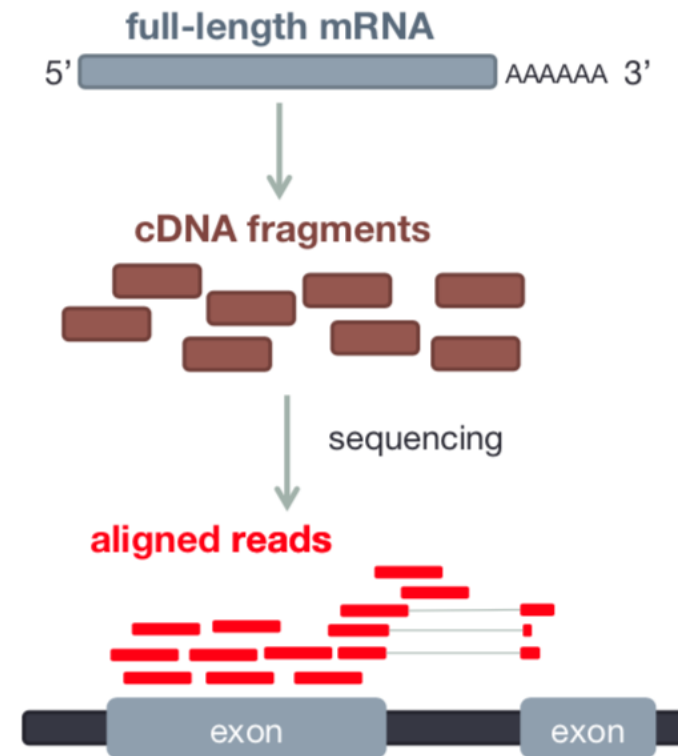 full-length mRNA
5’ AAAAAA 3’
cDNA fragments
sequencing
aligned reads
exon exon